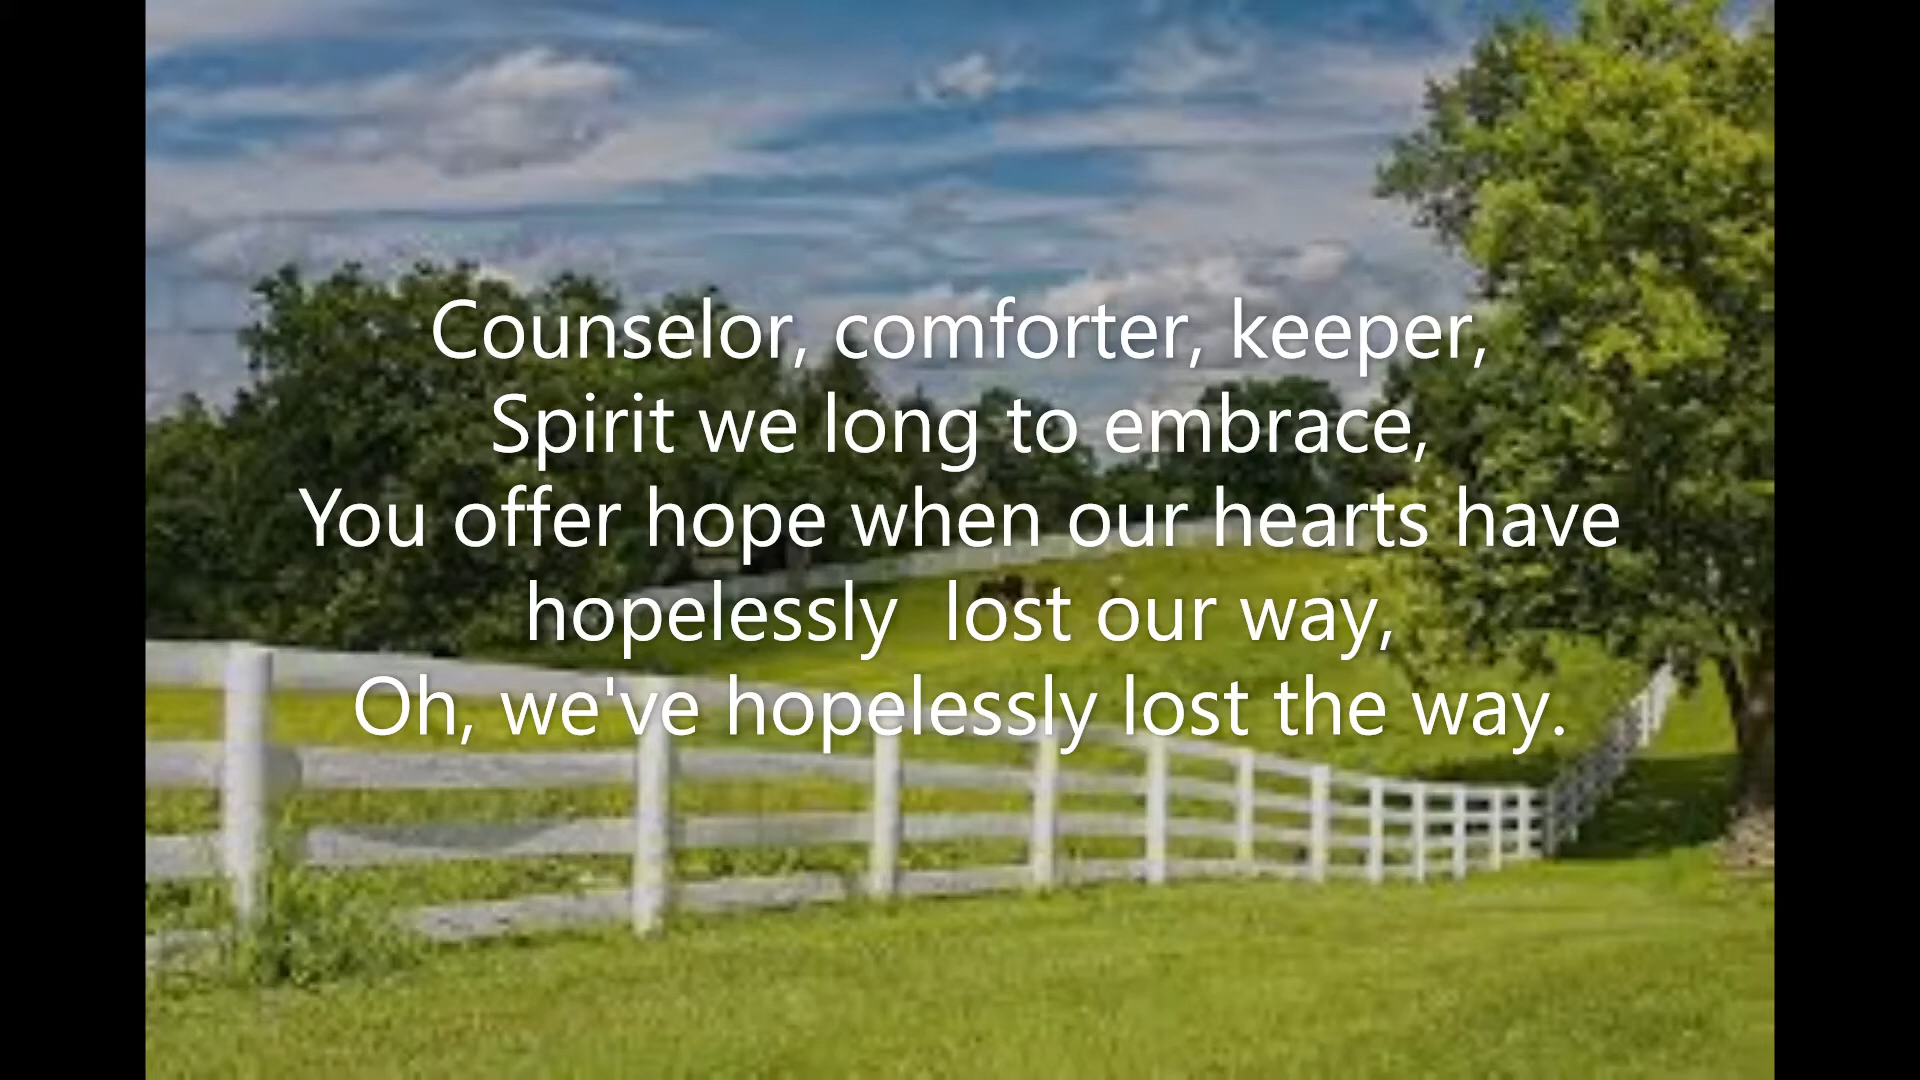 Counselor, comforter, keeper,
Spirit we long to embrace,
You offer hope when our hearts have
hopelessly  lost our way,
Oh, we've hopelessly lost the way.